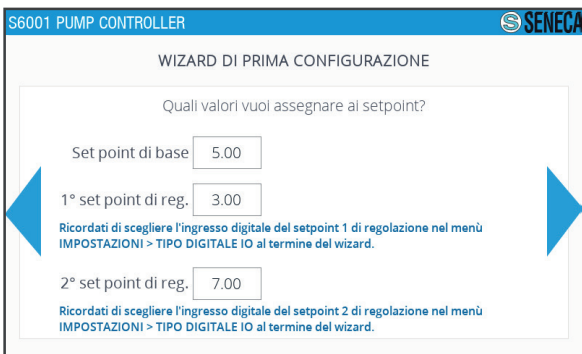 S6001 PUMP CONTROLLER
S SENECA
WIZARD DI PRIMA CONFIGURAZIONE
Quali valori vuoi assegnare ai setpoint?
Set point di base 5.00
1° set point di reg. 3.00
Ricordati di scegliere l'ingresso digitale del setpoint 1 di regolazione nel menù
IMPOSTAZIONI > TIPO DIGITALE IO al termine del wizard.
2° set point di reg. 7.00
Ricordati di scegliere l'ingresso digitale del setpoint 2 di regolazione nel menù
IMPOSTAZIONI > TIPO DIGITALE IO al termine del wizard.